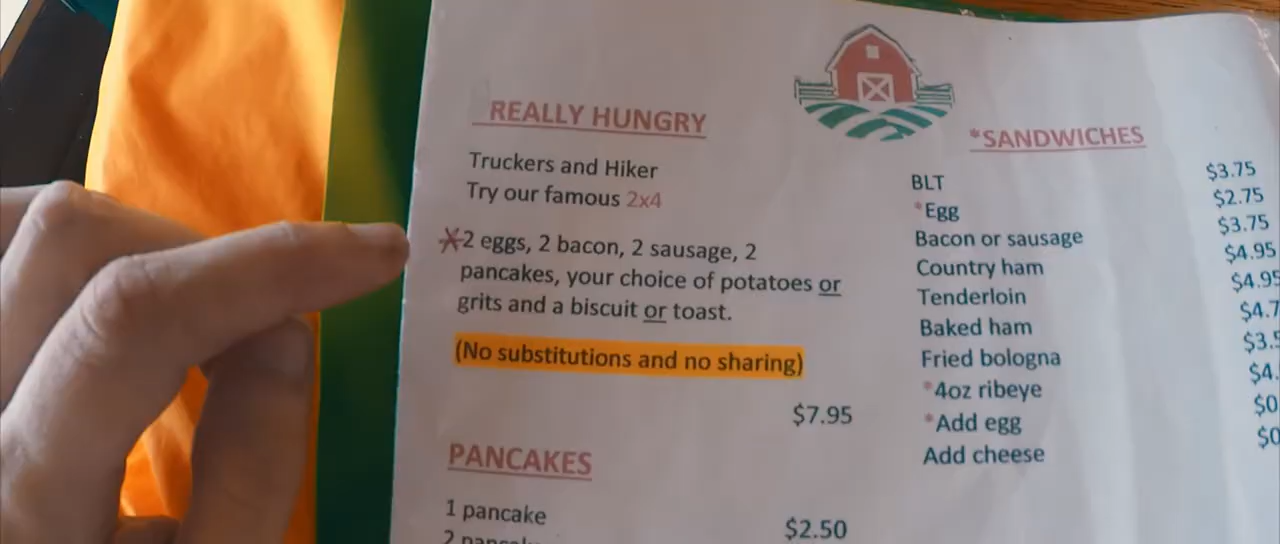 REALLY HUNGRY
Truckers and Hiker
Try our famous 2x4
*2 eggs, 2 bacon, 2 sausage, 2
pancakes, your choice of potatoes or
grits and a biscuit or toast.
(No substitutions and no sharing)
$7.95
PANCAKES
1 pancake $2.50
2
*SANDWICHES
BLT $3.75
*Egg $2.75
Bacon or sausage $3.75
Country ham $4.95
Tenderloin $4.95
Baked ham
Fried bologna
*4oz ribeye
*Add egg
Add cheese